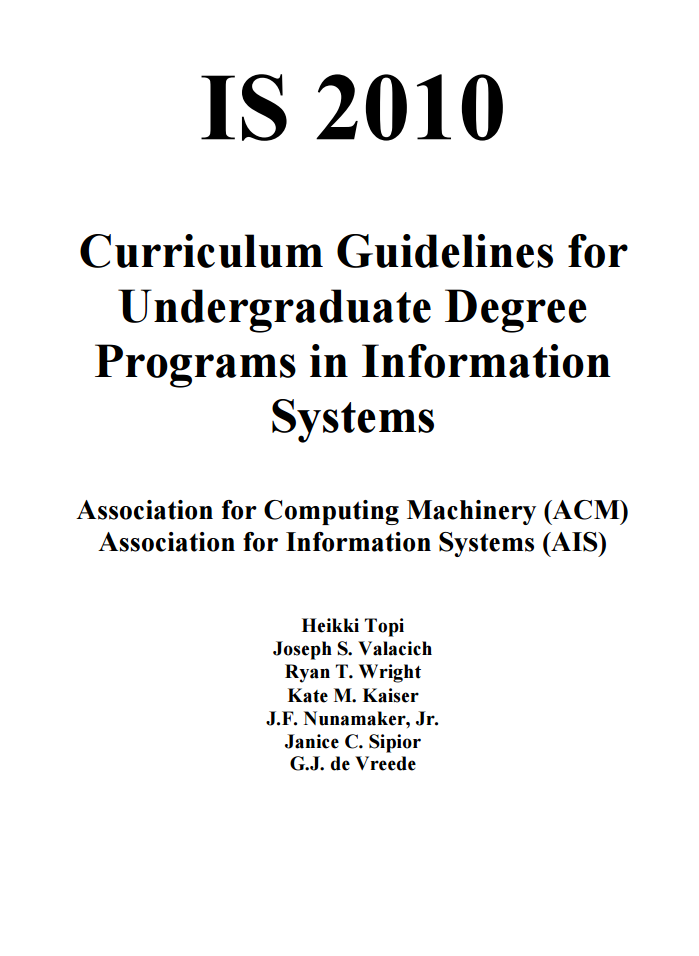 IS 2010
Curriculum Guidelines for
Undergraduate Degree
Programs in Information
Systems
Association for Computing Machinery (ACM)
Association for Information Systems (AIS)
Heikki Topi
Joseph S. Valacich
Ryan T. Wright
Kate M. Kaiser
J.F. Nunamaker, Jr.
Janice C. Sipior
G.J. de Vreede